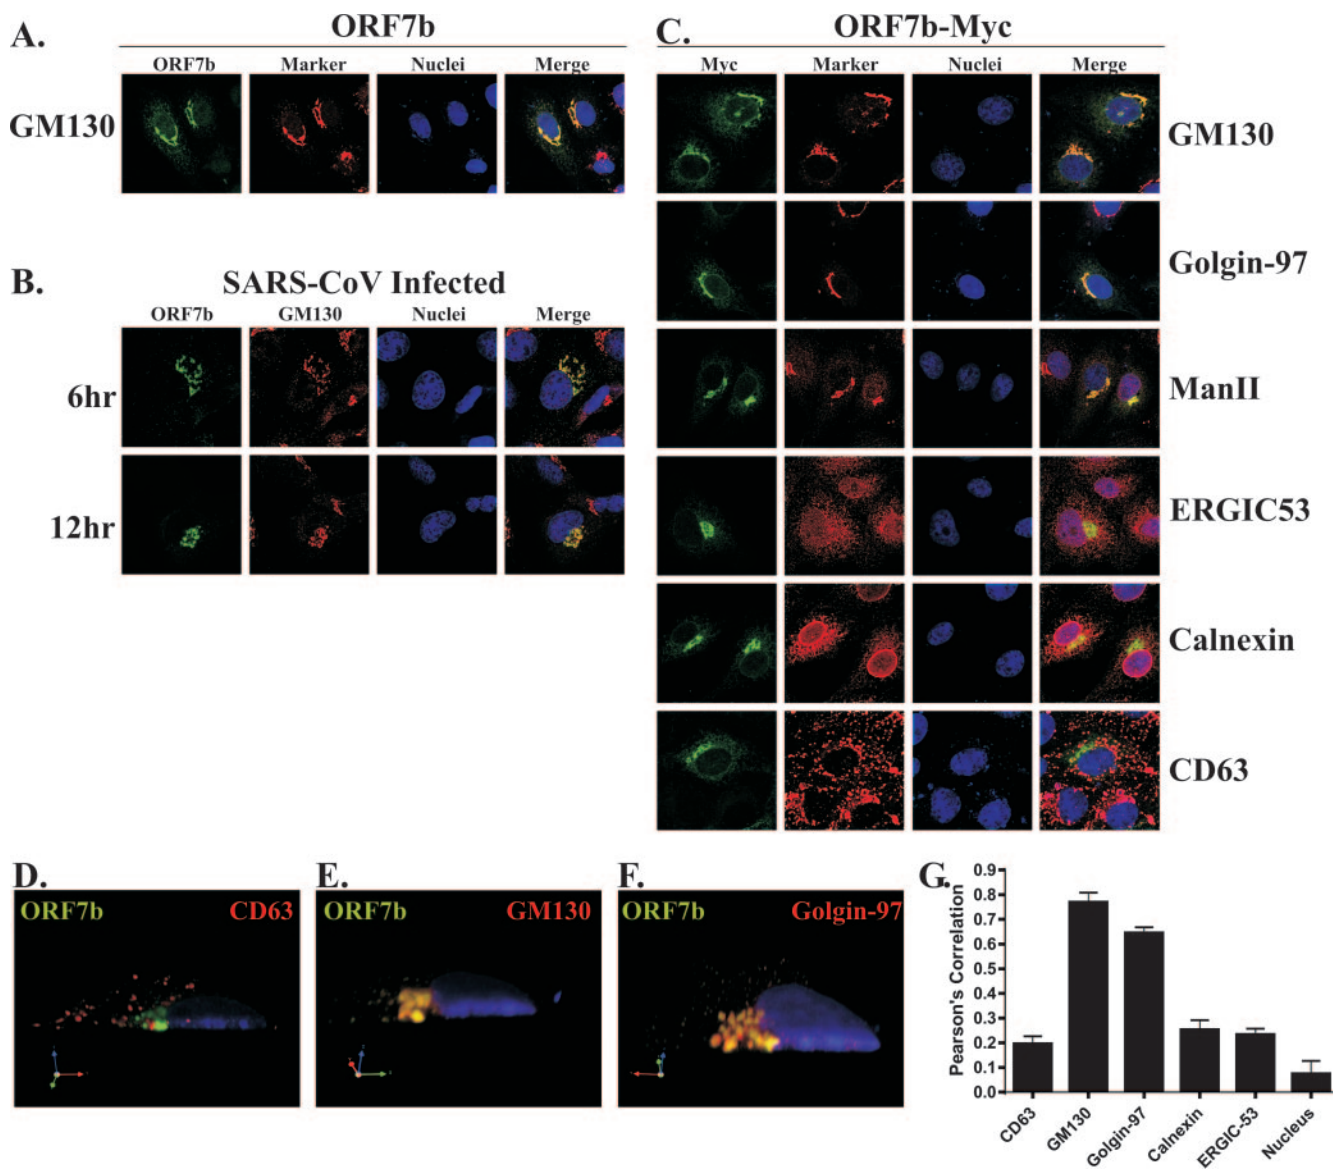 A.
ORF7b
ORF7b Marker Nuclei Merge
GM130
B.
SARS-CoV Infected
ORF7b GM130 Nuclei Merge
6hr
12hr
C.
ORF7b-Myc
Myc Marker Nuclei Merge
GM130
Golgin-97
ManII
ERGIC53
Calnexin
CD63
D.
ORF7b CD63
E.
ORF7b GM130
F.
ORF7b Golgin-97
G.
Pearson's Correlation
0.9
0.8
0.7
0.6
0.5
0.4
0.3
0.2
0.1
0.0
CD63
GM130
Golgin-97
Calnexin
ERGIC-53
Nucleus